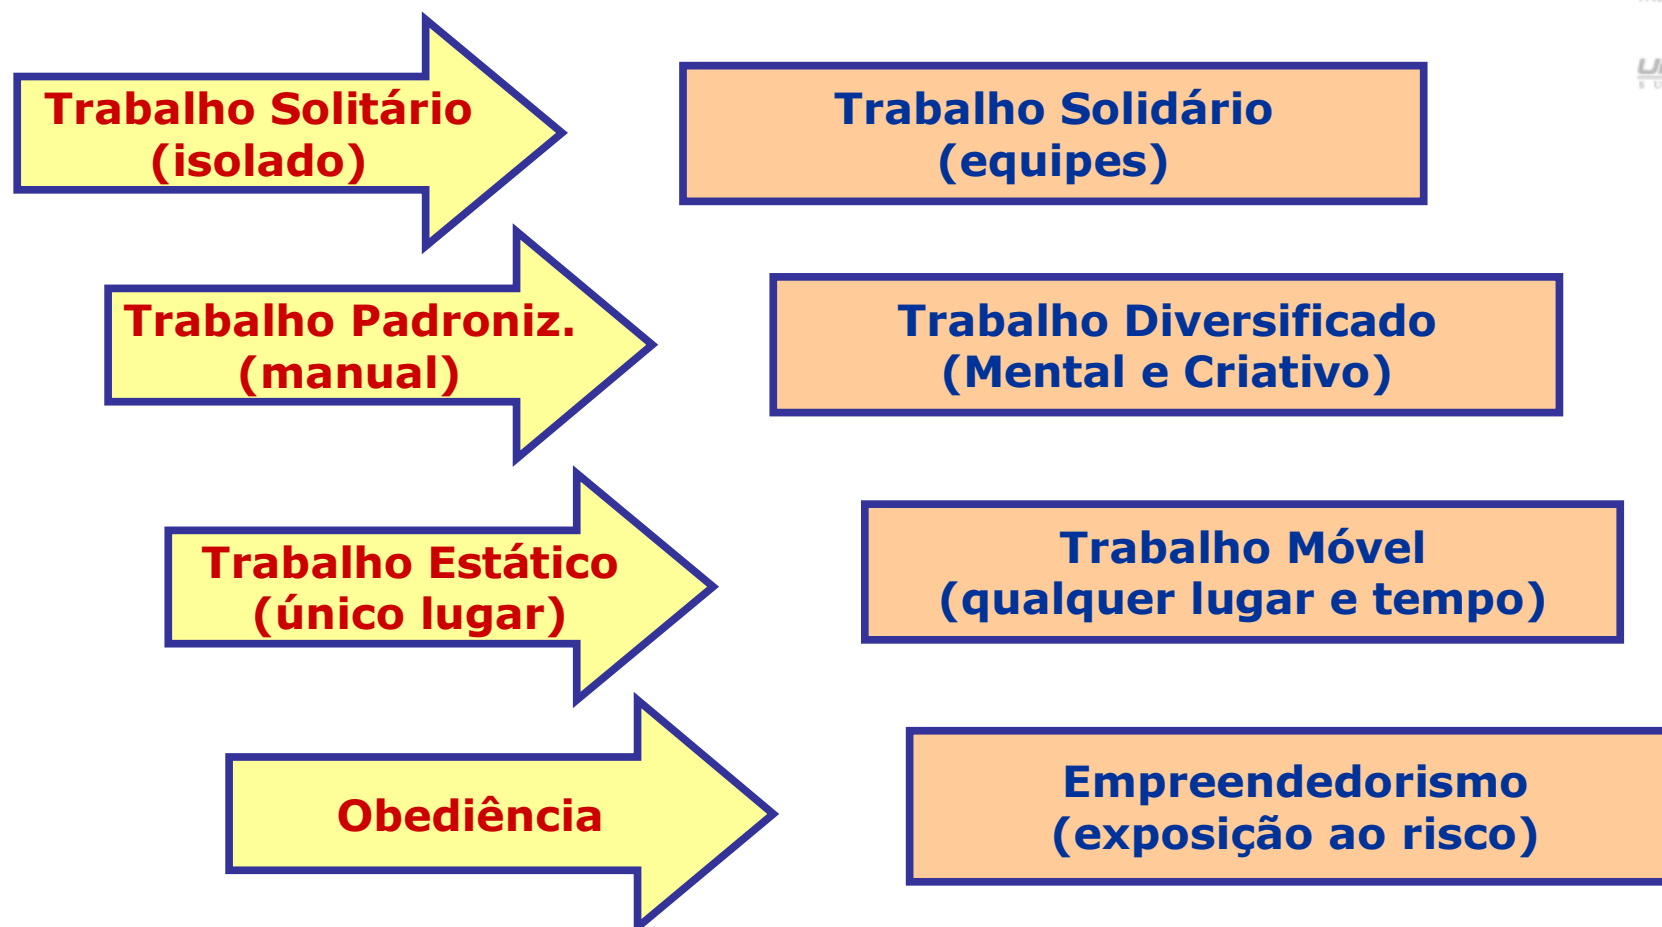 Trabalho Solitário
(isolado)
Trabalho Solidário
(equipes)
Trabalho Padroniz.
(manual)
Trabalho Diversificado
(Mental e Criativo)
Trabalho Estático
(único lugar)
Trabalho Móvel
(qualquer lugar e tempo)
Obediência
Empreendedorismo
(exposição ao risco)